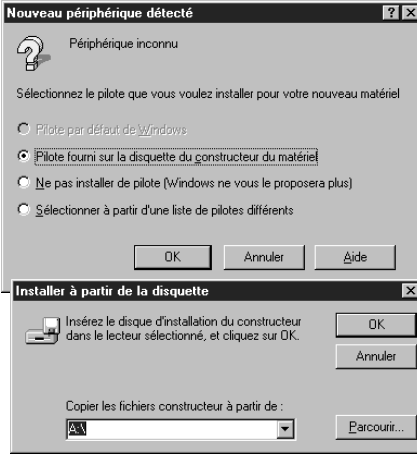 Nouveau périphérique détecté
Périphérique inconnu
Sélectionnez le pilote que vous voulez installer pour votre nouveau matériel
Pilote par défaut de Windows
Pilote fourni sur la disquette du constructeur du matériel
Ne pas installer de pilote (Windows ne vous le proposera plus)
Sélectionner à partir d'une liste de pilotes différents
OK Annuler Aide
Installer à partir de la disquette
Insérez le disque d'installation du constructeur
dans le lecteur sélectionné, et cliquez sur OK.
OK
Annuler
Copier les fichiers constructeur à partir de :
A:\ Parcourir...